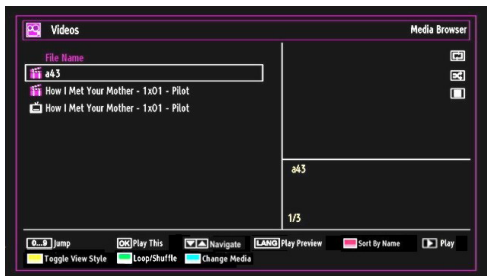 Videos Media Browser
File Name
a43
How I Met Your Mother - 1x01 - Pilot
How I Met Your Mother - 1x01 - Pilot
a43
1/3
0...9 Jump OK Play This Navigate LANG Play Preview Sort By Name Play
Toggle View Style Loop/Shuffle Change Media